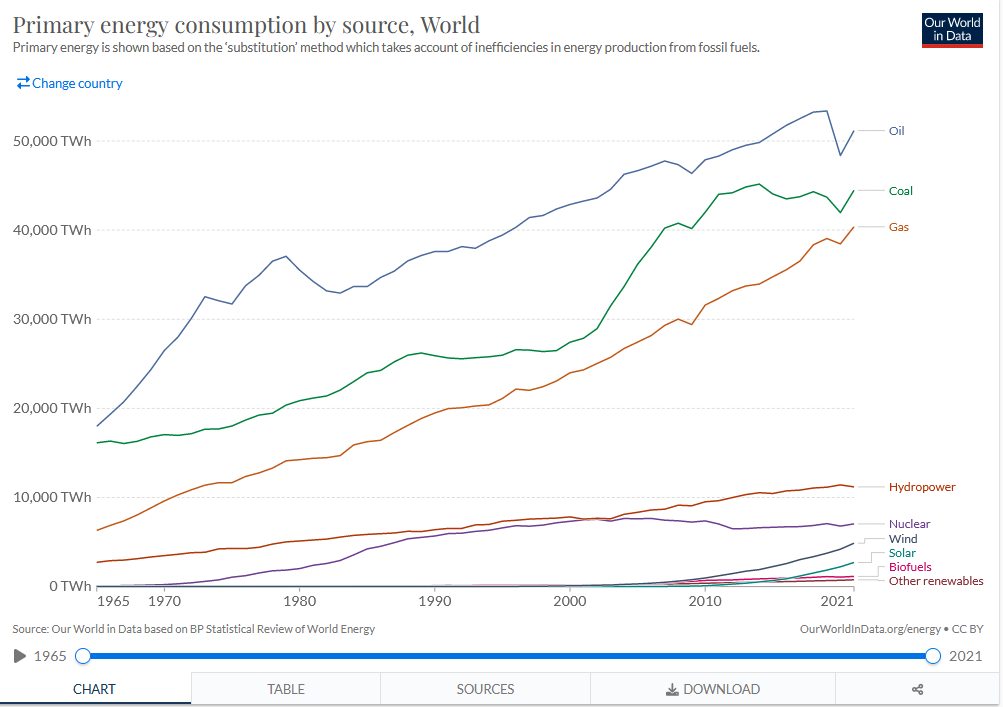 Primary energy consumption by source, World
Primary energy is shown based on the 'substitution' method which takes account of inefficiencies in energy production from fossil fuels.
Our World
in Data
Change country
50,000 TWh
40,000 TWh
30,000 TWh
20,000 TWh
10,000 TWh
0 TWh
Oil
Coal
Gas
Hydropower
Nuclear
Wind
Solar
Biofuels
Other renewables
1965 1970 1980 1990 2000 2010 2021
Source: Our World in Data based on BP Statistical Review of World Energy
OurWorldInData.org/energy • CC BY
1965 2021
CHART TABLE SOURCES DOWNLOAD